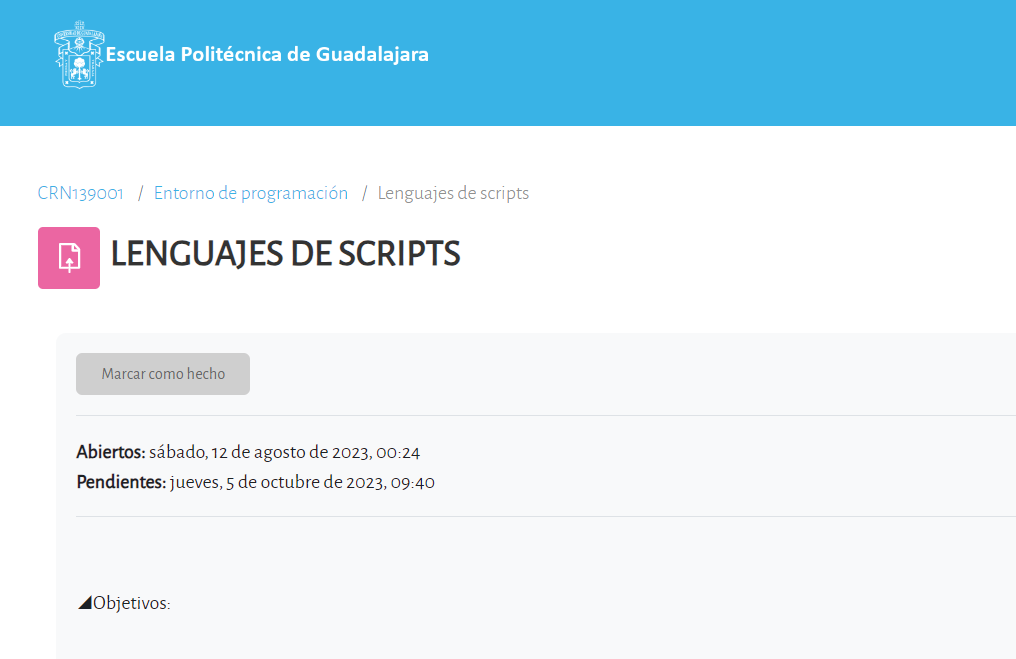 Escuela Politécnica de Guadalajara
CRN139001 / Entorno de programación / Lenguajes de scripts
LENGUAJES DE SCRIPTS
Marcar como hecho
Abiertos: sábado, 12 de agosto de 2023, 00:24
Pendientes: jueves, 5 de octubre de 2023, 09:40
◢Objetivos: